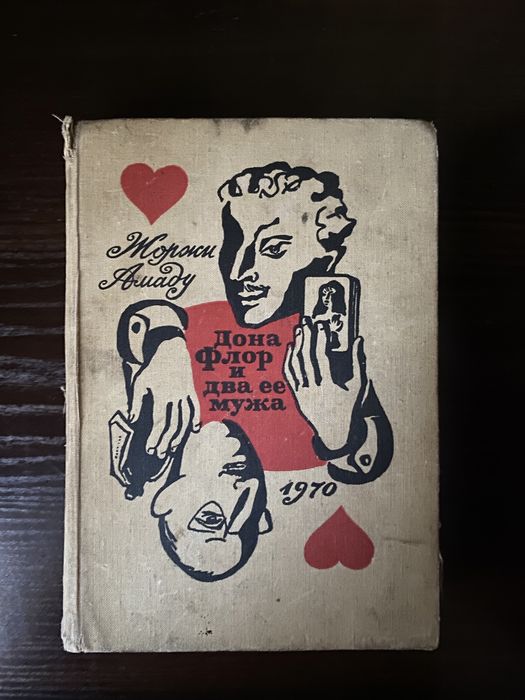 Жоржи
Амаду
Дона
Флор
и
два ее
мужа
1970